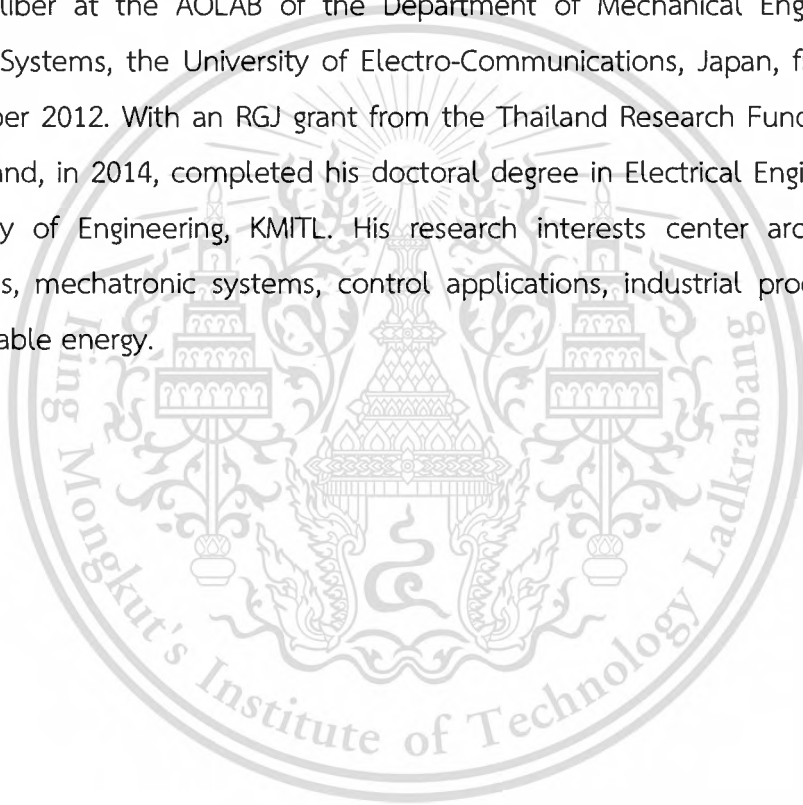 liber at the AOLAB of the Department of Mechanical Eng
Systems, the University of Electro-Communications, Japan, f
ber 2012. With an RGJ grant from the Thailand Research Func
and, in 2014, completed his doctoral degree in Electrical Engi
y of Engineering, KMITL. His research interests center arc
s, mechatronic systems, control applications, industrial pro
able energy.
King Mongkut's Institute of Technology Ladkrabang